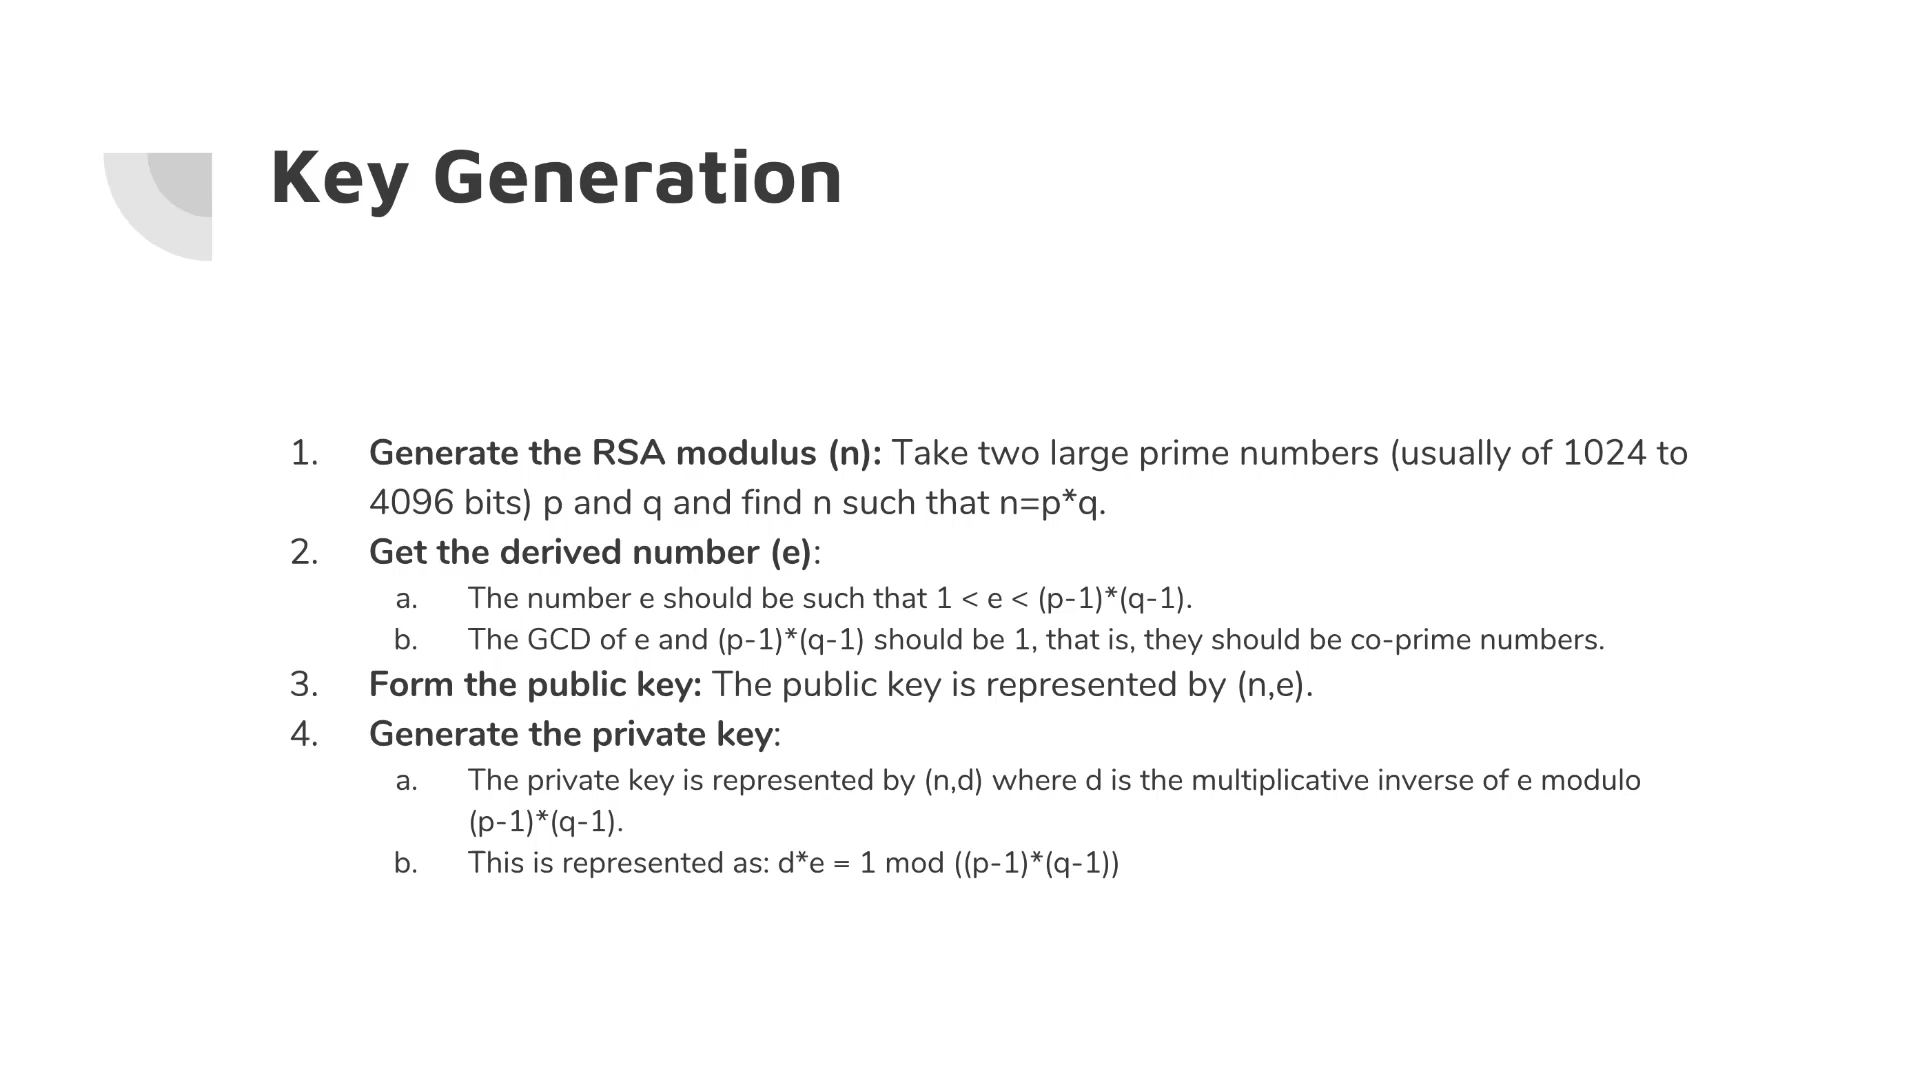 Key Generation
1. Generate the RSA modulus (n): Take two large prime numbers (usually of 1024 to
4096 bits) p and q and find n such that n=p*q.
2. Get the derived number (e):
a. The number e should be such that 1 < e < (p-1)*(q-1).
b. The GCD of e and (p-1)*(q-1) should be 1, that is, they should be co-prime numbers.
3. Form the public key: The public key is represented by (n,e).
4. Generate the private key:
a. The private key is represented by (n,d) where d is the multiplicative inverse of e modulo
(p-1)*(q-1).
b. This is represented as: d*e = 1 mod ((p-1)*(q-1))